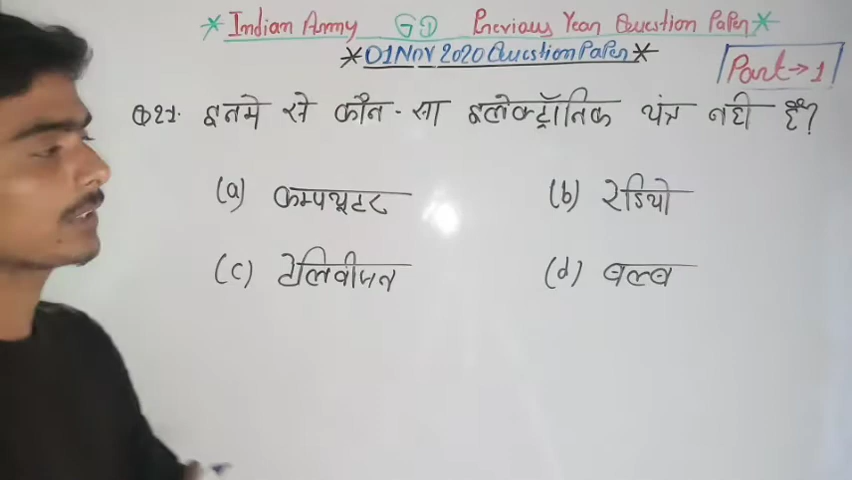 *Indian Army GD Previous Year Question Paper*
*01 Nov 2020 Question Paper*
Part→1
Q21. इनमे से कौन-सा इलेक्ट्रॉनिक यंत्र नही है?
(a) कम्पयूटर (b) रेडियो
(c) टेलिवीजन (d) बल्ब